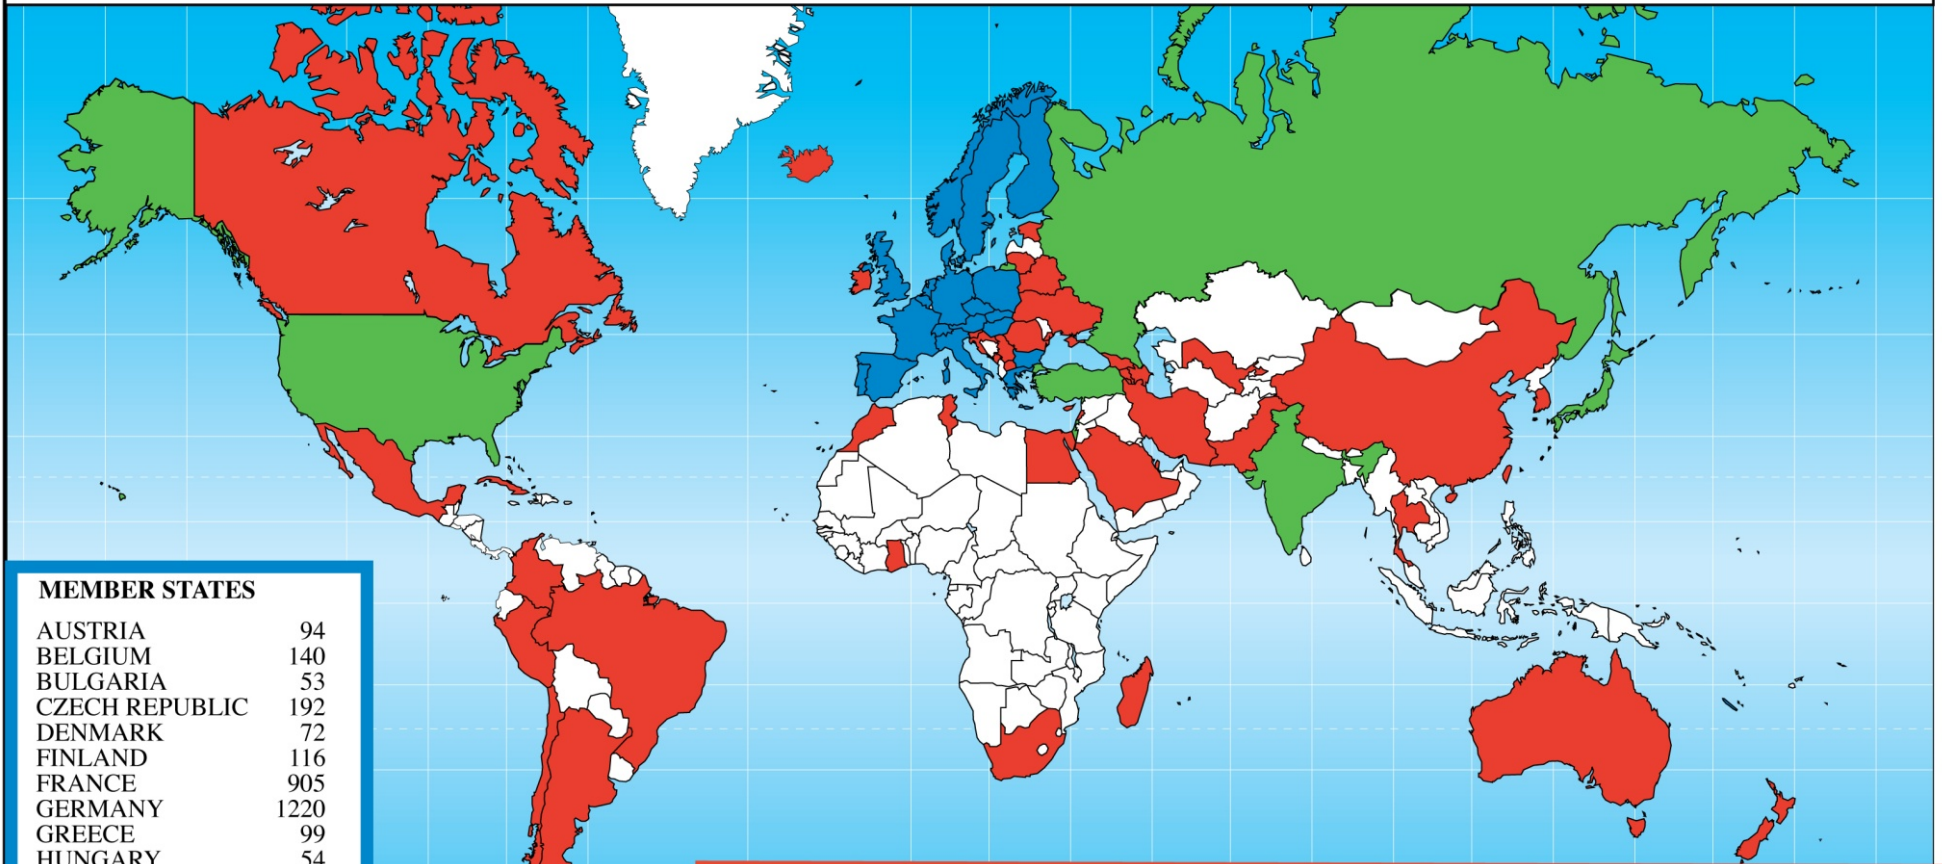 MEMBER STATES
AUSTRIA 94
BELGIUM 140
BULGARIA 53
CZECH REPUBLIC 192
DENMARK 72
FINLAND 116
FRANCE 905
GERMANY 1220
GREECE 99
HUNGARY 54